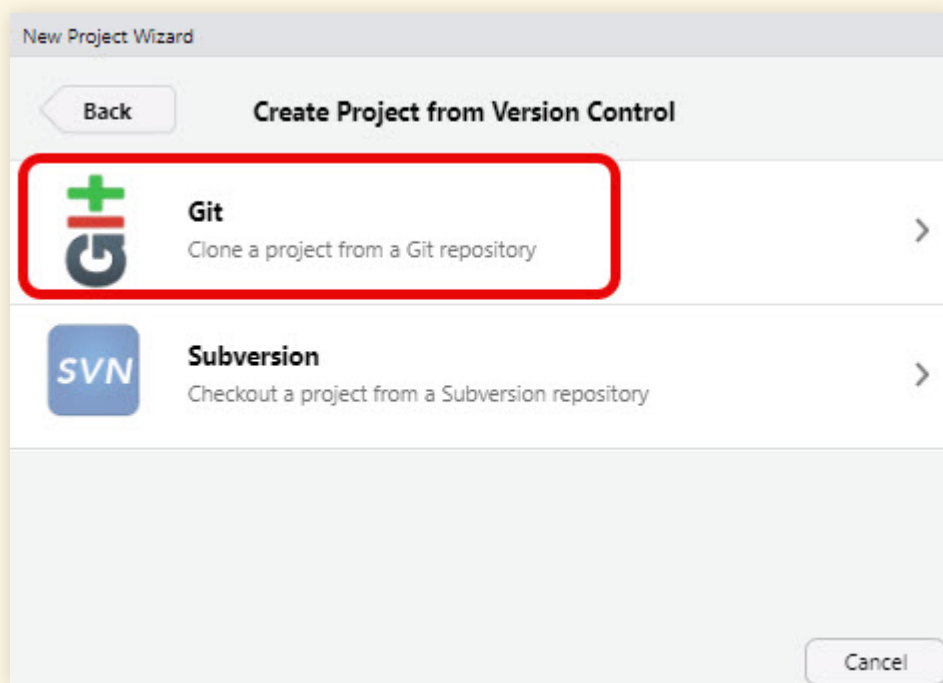 New Project Wizard
Back
Create Project from Version Control
git
Git
Clone a project from a Git repository
SVN
Subversion
Checkout a project from a Subversion repository
Cancel